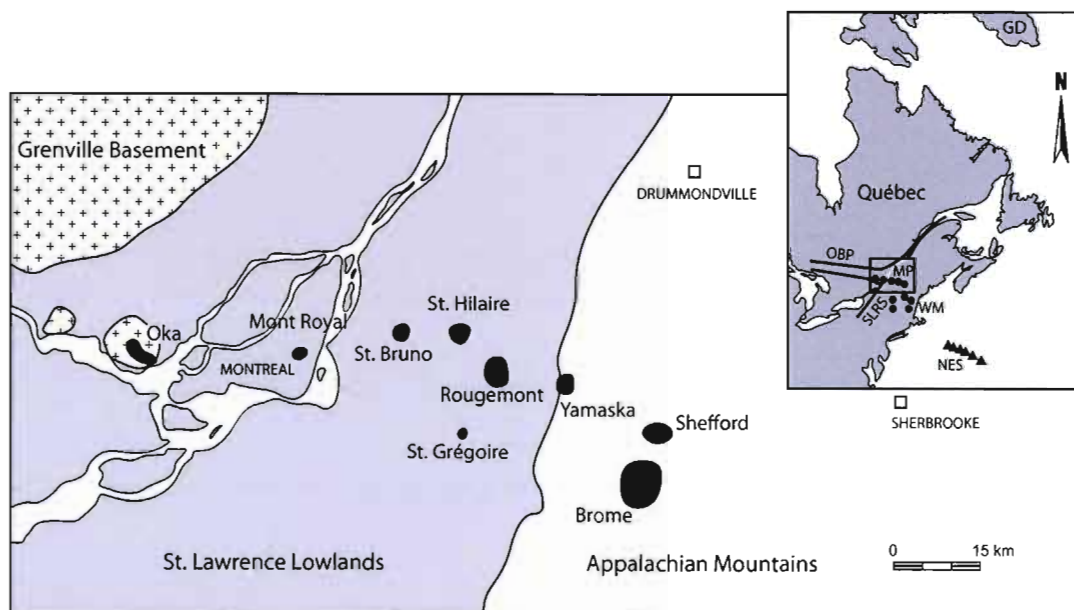 GD
N
Grenville Basement
DRUMMONDVILLE
Québec
OBP
MP
SLRS
WM
NES
Oka
Mont Royal
MONTREAL
St. Hilaire
St. Bruno
Rougemont
Yamaska
St. Grégoire
Shefford
SHERBROOKE
Brome
St. Lawrence Lowlands
Appalachian Mountains
0 15 km